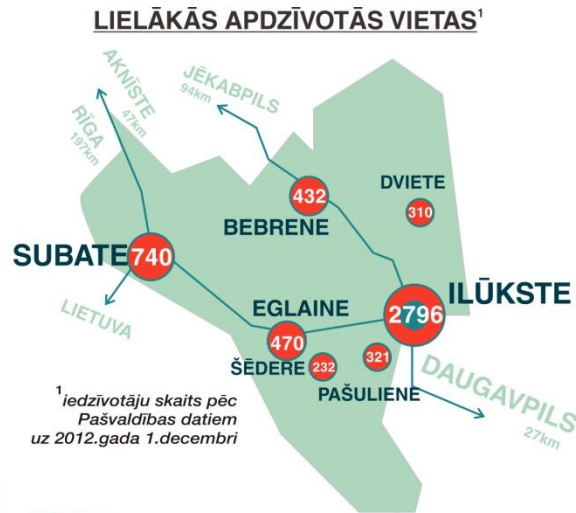 LIELĀKĀS APDZĪVOTĀS VIETAS¹
AKNĪSTE
47km
RĪGA
197km
JĒKABPILS
94km
DVIETE
310
432
BEBRENE
SUBATE
740
LIETUVA
EGLAINE
470
ILŪKSTE
2796
ŠĒDERE
232
321
PAŠULIENE
DAUGAVPILS
27km
¹iedzīvotāju skaits pēc
Pašvaldības datiem
uz 2012.gada 1.decembri